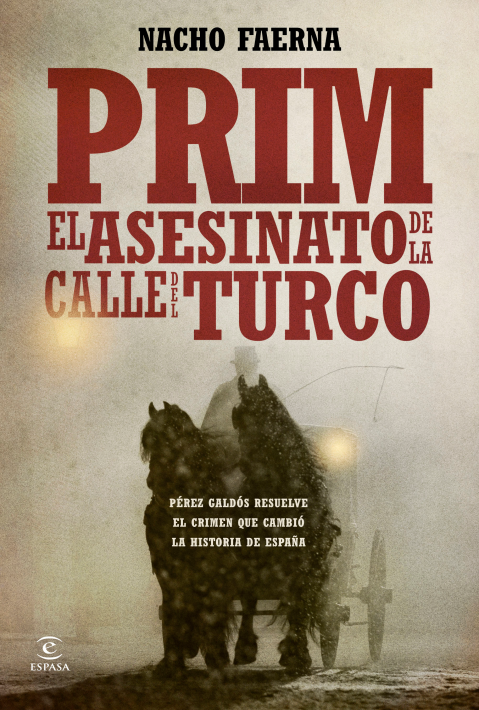 NACHO FAERNA
PRIM
EL ASESINATO DE LA
CALLE DEL TURCO
PÉREZ GALDÓS RESUELVE
EL CRIMEN QUE CAMBIÓ
LA HISTORIA DE ESPAÑA
e
ESPASA